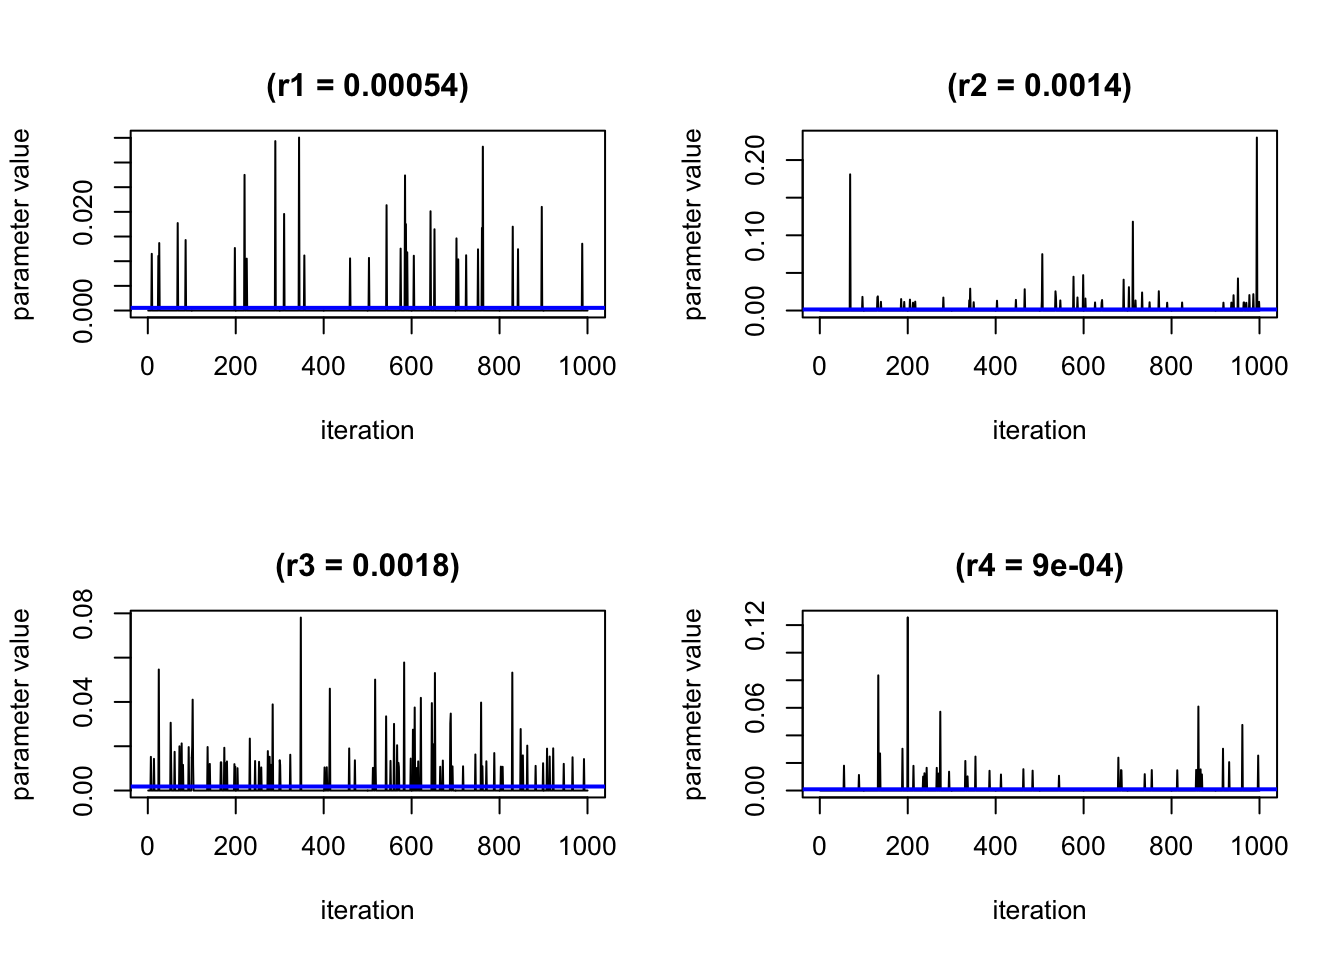 (r1 = 0.00054)
parameter value
0.020
0.000
0 200 400 600 800 1000
iteration
(r2 = 0.0014)
parameter value
0.20
0.10
0.00
0 200 400 600 800 1000
iteration
(r3 = 0.0018)
parameter value
0.08
0.04
0.00
0 200 400 600 800 1000
iteration
(r4 = 9e-04)
parameter value
0.12
0.06
0.00
0 200 400 600 800 1000
iteration